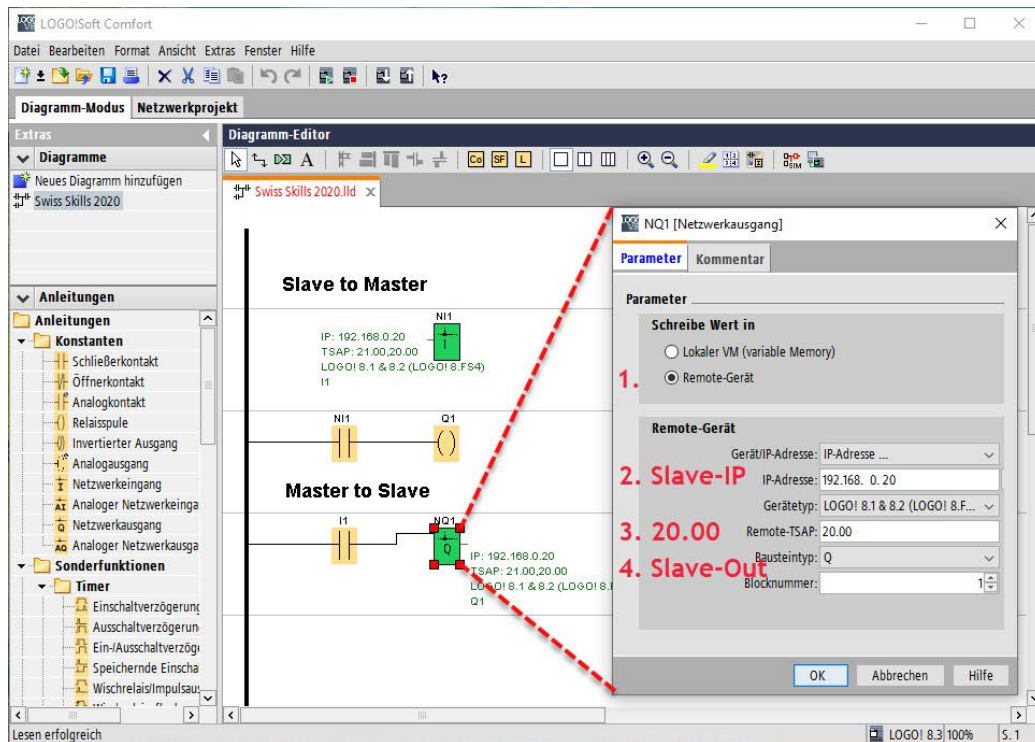 LOGO!Soft Comfort
Datei Bearbeiten Format Ansicht Extras Fenster Hilfe
Diagramm-Modus Netzwerkprojekt
Extras
Diagramm-Editor
Diagramme
Neues Diagramm hinzufügen
Swiss Skills 2020
Co SF L
SIM
Swiss Skills 2020.lld
Anleitungen
Anleitungen
Konstanten
Schließerkontakt
Öffnerkontakt
Analogkontakt
Relaisspule
Invertierter Ausgang
Analogausgang
Netzwerkeingang
Analoger Netzwerkeinga
Netzwerkausgang
Analoger Netzwerkausga
Sonderfunktionen
Timer
Einschaltverzögerung
Ausschaltverzögerun
Ein-/Ausschaltverzög
Speichernde Einscha
Wischrelais/Impulsaus
Slave to Master
NI1
I
IP: 192.168.0.20
TSAP: 21.00,20.00
LOGO! 8.1 & 8.2 (LOGO! 8.FS4)
I1
NI1 Q1
Master to Slave
I1 NQ1
Q
IP: 192.168.0.20
TSAP: 21.00,20.00
LOGO! 8.1 & 8.2 (LOGO! 8.
Q1
NQ1 [Netzwerkausgang]
Parameter Kommentar
Parameter
Schreibe Wert in
Lokaler VM (variable Memory)
1. Remote-Gerät
Remote-Gerät
Gerät/IP-Adresse: IP-Adresse ...
2. Slave-IP IP-Adresse: 192.168. 0. 20
Gerätetyp: LOGO! 8.1 & 8.2 (LOGO! 8.F...
3. 20.00 Remote-TSAP: 20.00
Bausteintyp: Q
4. Slave-Out
Blocknummer: 1
OK Abbrechen Hilfe
Lesen erfolgreich
LOGO! 8.3 100% S. 1